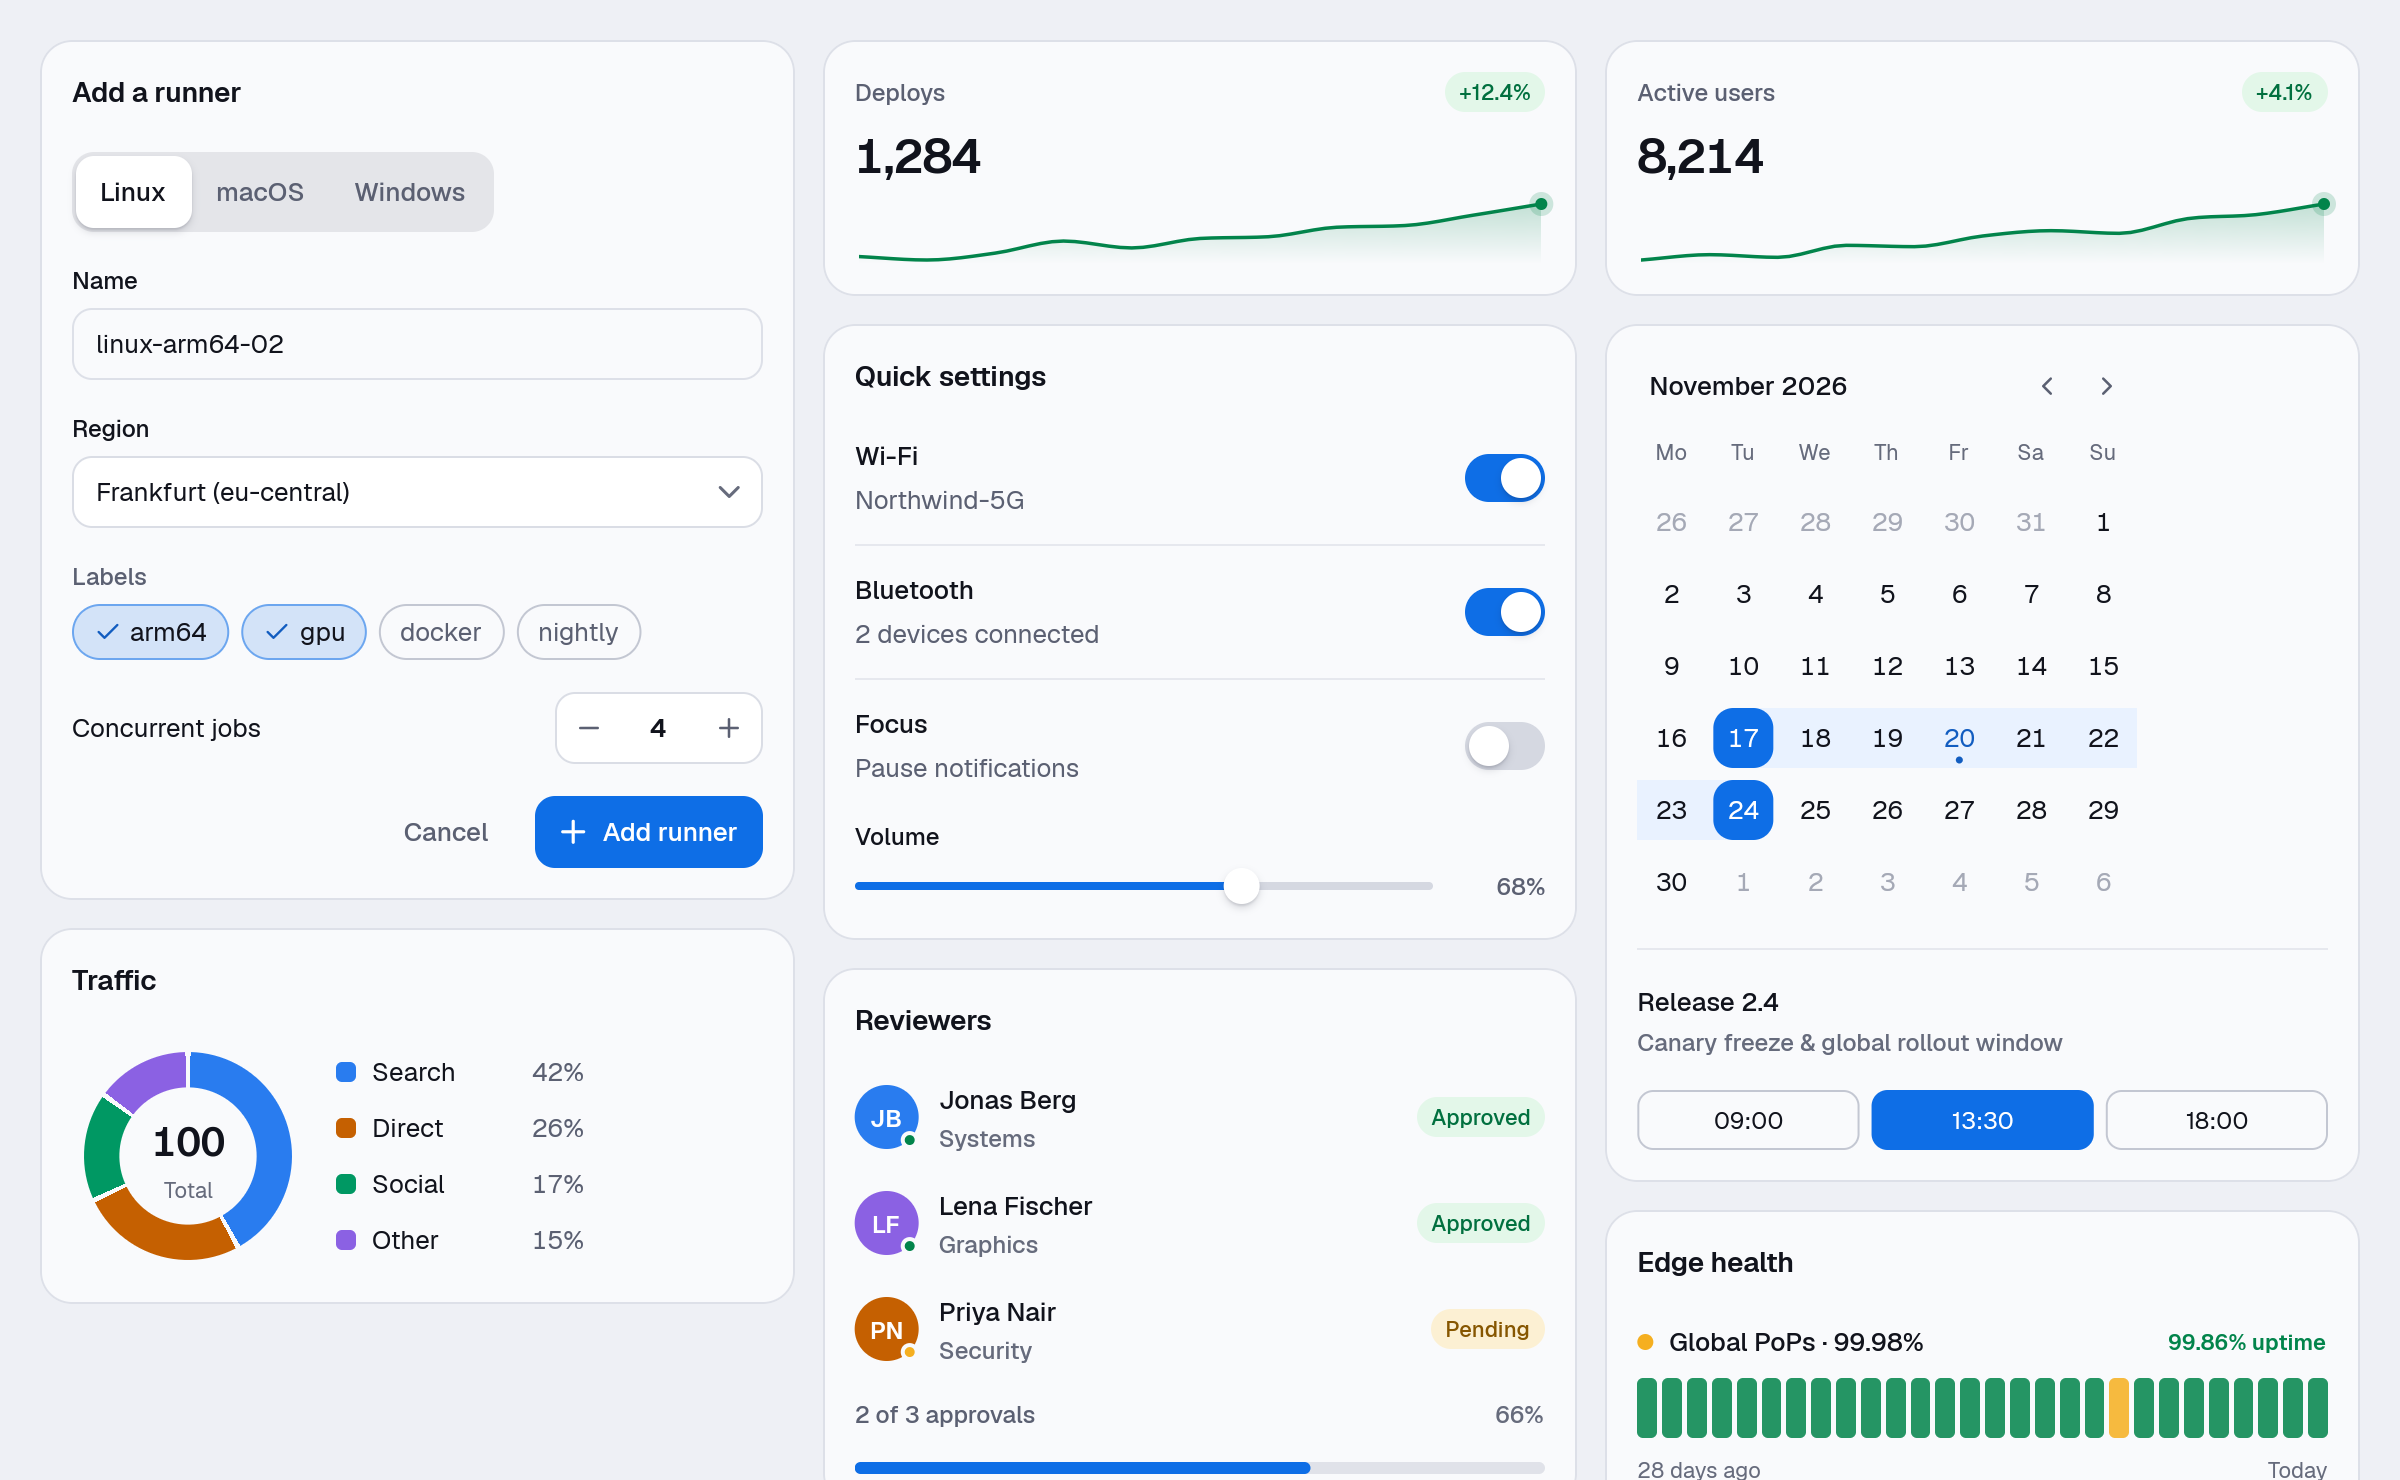 Add a runner
Linux macOS Windows
Name
linux-arm64-02
Region
Frankfurt (eu-central)
Labels
arm64 gpu docker nightly
Concurrent jobs 4
Cancel Add runner
Traffic
100
Total
Search 42%
Direct 26%
Social 17%
Other 15%
Deploys +12.4%
1,284
Quick settings
Wi-Fi
Northwind-5G
Bluetooth
2 devices connected
Focus
Pause notifications
Volume
68%
Reviewers
JB Jonas Berg
Systems
Approved
LF Lena Fischer
Graphics
Approved
PN Priya Nair
Security
Pending
2 of 3 approvals 66%
Active users +4.1%
8,214
November 2026
Mo Tu We Th Fr Sa Su
26 27 28 29 30 31 1
2 3 4 5 6 7 8
9 10 11 12 13 14 15
16 17 18 19 20 21 22
23 24 25 26 27 28 29
30 1 2 3 4 5 6
Release 2.4
Canary freeze & global rollout window
09:00 13:30 18:00
Edge health
Global PoPs · 99.98% 99.86% uptime
28 days ago Today